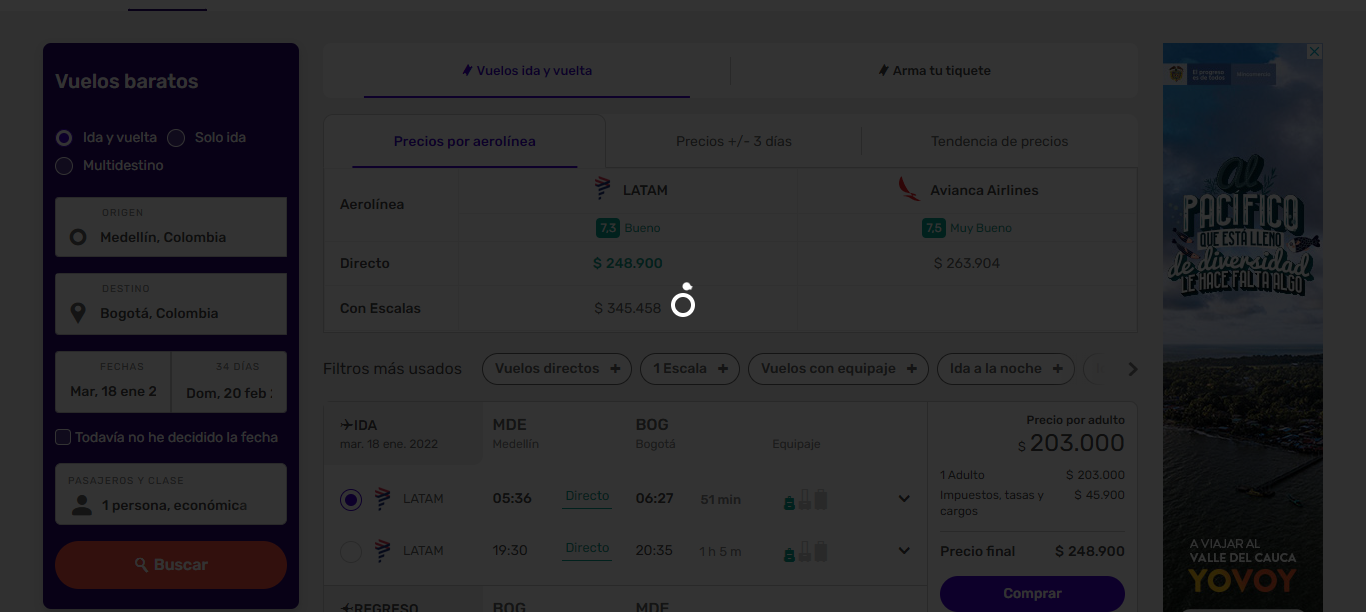 Vuelos baratos
Ida y vuelta
Solo ida
Multidestino
ORIGEN
Medellín, Colombia
DESTINO
Bogotá, Colombia
FECHAS
34 DÍAS
Mar, 18 ene 2
Dom, 20 feb
Todavía no he decidido la fecha
PASAJEROS Y CLASE
1 persona, económica
Buscar
Vuelos ida y vuelta
Arma tu tiquete
Precios por aerolínea
Precios +/- 3 días
Tendencia de precios
Aerolínea
LATAM
Avianca Airlines
7,3 Bueno
7,5 Muy Bueno
Directo
$ 248.900
$ 263.904
Con Escalas
$ 345.458
Filtros más usados
Vuelos directos +
1 Escala +
Vuelos con equipaje +
Ida a la noche +
IDA
MDE
BOG
mar. 18 ene. 2022
Medellín
Bogotá
Equipaje
LATAM
05:36
Directo
06:27
51 min
LATAM
19:30
Directo
20:35
1 h 5 m
REGRESO
BOG
MDE
Precio por adulto
$ 203.000
1 Adulto
$ 203.000
Impuestos, tasas y
cargos
$ 45.900
Precio final
$ 248.900
Comprar
El progreso
es de todos
al
PACÍFICO
QUE ESTÁ LLENO
de diversidad
LE HACE FALTA ALGO
A VIAJAR AL
VALLE DEL CAUCA
YOVOY